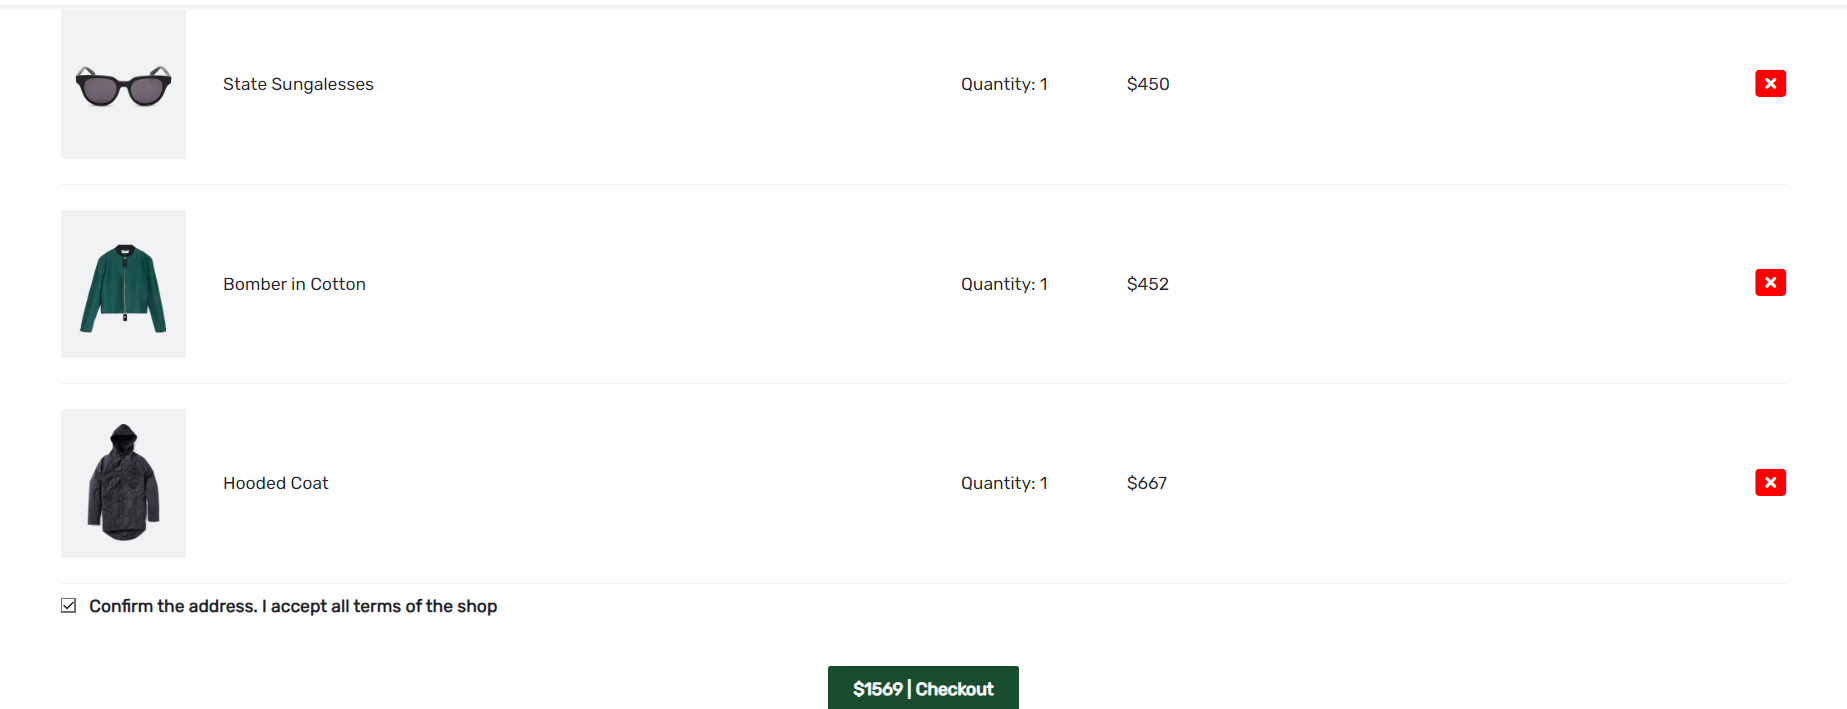 State Sungalesses Quantity: 1 $450
Bomber in Cotton Quantity: 1 $452
Hooded Coat Quantity: 1 $667
Confirm the address. I accept all terms of the shop
$1569 | Checkout